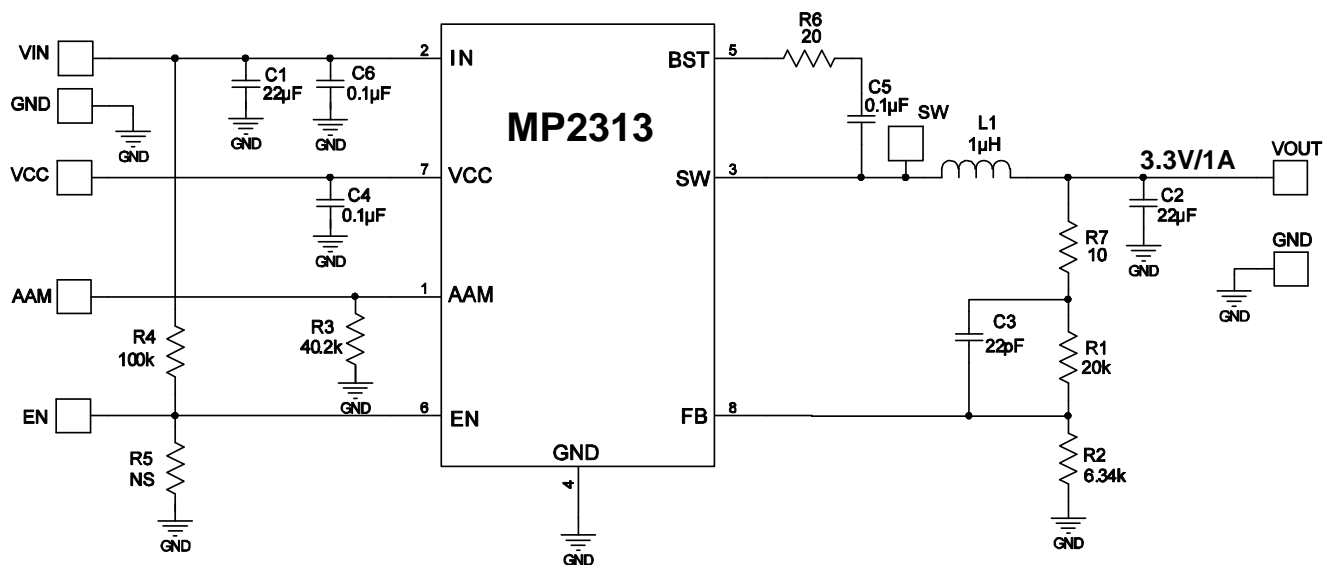 VIN
2
IN
C1
22µF
C6
0.1µF
GND
GND
GND
GND
VCC
7
VCC
C4
0.1µF
GND
AAM
1
AAM
R3
40.2k
GND
R4
100k
EN
6
EN
R5
NS
GND
MP2313
GND
4
GND
BST
5
R6
20
C5
0.1µF
SW
SW
3
L1
1µH
3.3V/1A
VOUT
C2
22µF
GND
GND
GND
R7
10
C3
22pF
R1
20k
FB
8
R2
6.34k
GND